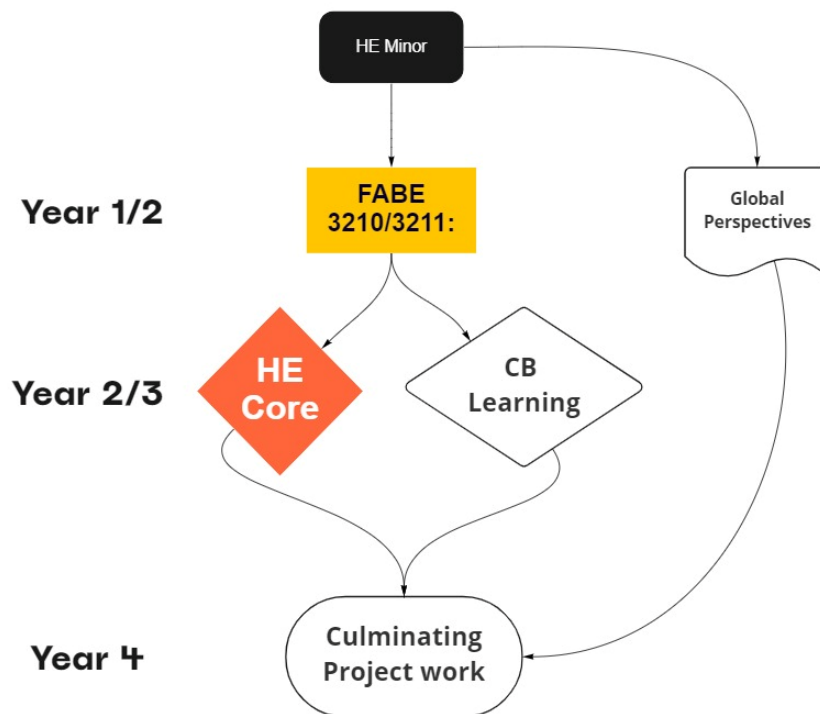 HE Minor
Year 1/2
FABE
3210/3211:
Global
Perspectives
Year 2/3
HE
Core
CB
Learning
Year 4
Culminating
Project work